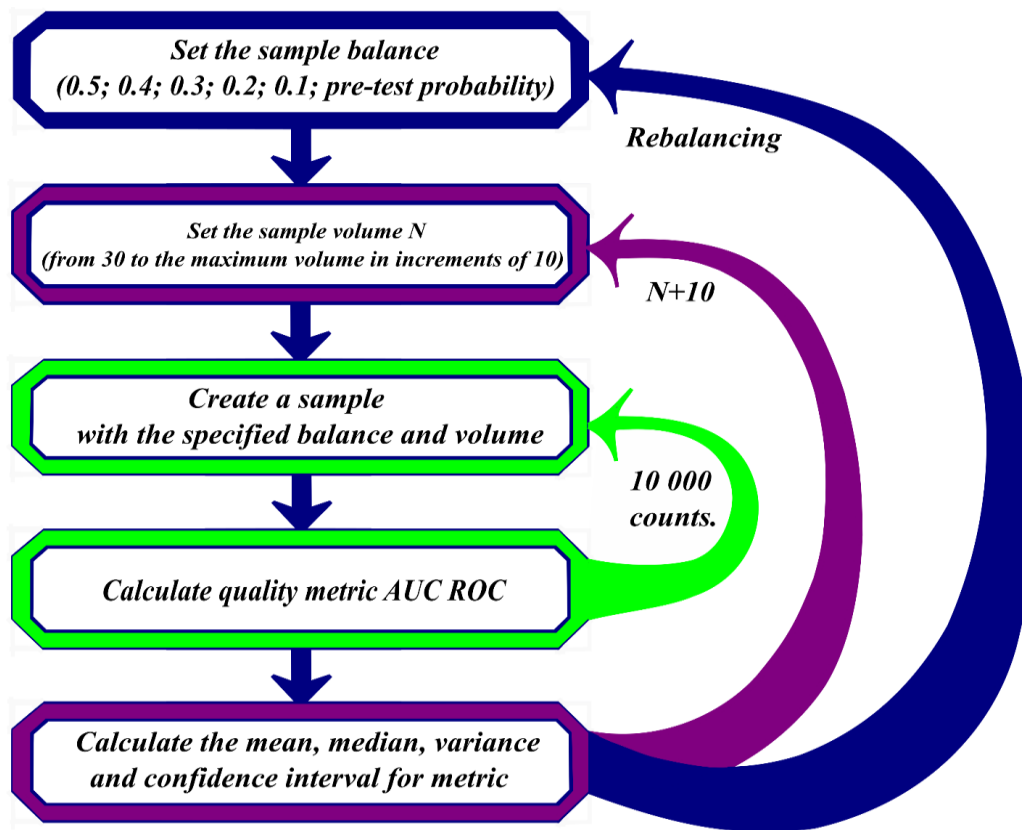 Set the sample balance
(0.5; 0.4; 0.3; 0.2; 0.1; pre-test probability)
Rebalancing
Set the sample volume N
(from 30 to the maximum volume in increments of 10)
N+10
Create a sample
with the specified balance and volume
10 000
counts.
Calculate quality metric AUC ROC
Calculate the mean, median, variance
and confidence interval for metric